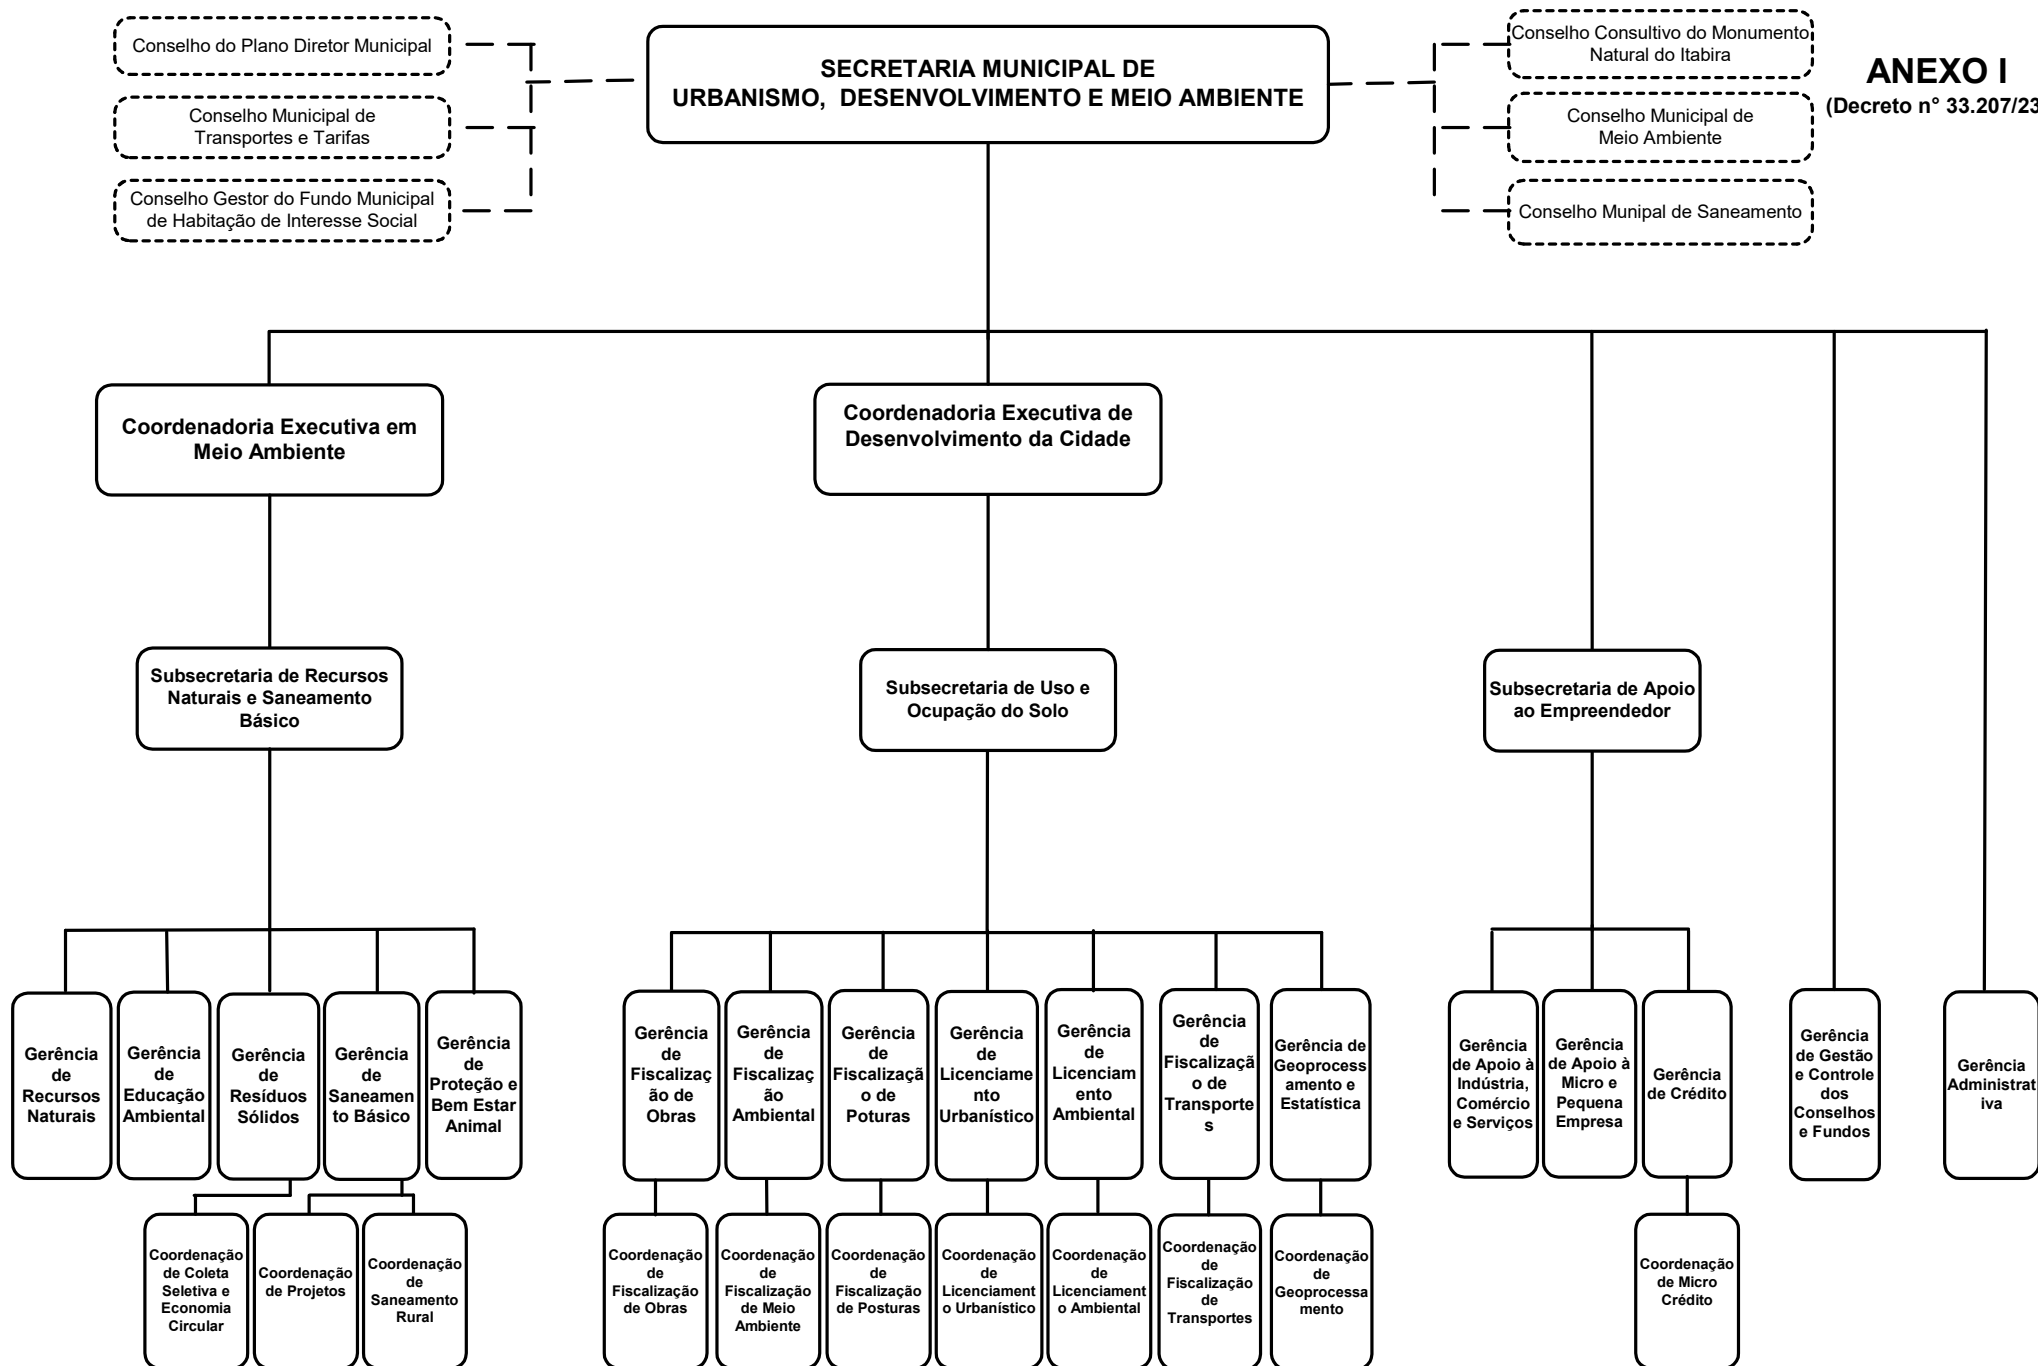 Conselho do Plano Diretor Municipal
Conselho Municipal de
Transportes e Tarifas
Conselho Gestor do Fundo Municipal
de Habitação de Interesse Social
SECRETARIA MUNICIPAL DE
URBANISMO, DESENVOLVIMENTO E MEIO AMBIENTE
Conselho Consultivo do Monumento
Natural do Itabira
Conselho Municipal de
Meio Ambiente
Conselho Munipal de Saneamento
ANEXO I
(Decreto n° 33.207/23
Coordenadoria Executiva em
Meio Ambiente
Coordenadoria Executiva de
Desenvolvimento da Cidade
Subsecretaria de Recursos
Naturais e Saneamento
Básico
Subsecretaria de Uso e
Ocupação do Solo
Subsecretaria de Apoio
ao Empreendedor
Gerência
de
Recursos
Naturais
Gerência
de
Educação
Ambiental
Gerência
de
Resíduos
Sólidos
Gerência
de
Saneamen
to Básico
Gerência
de
Proteção e
Bem Estar
Animal
Gerência
de
Fiscalizaç
ão de
Obras
Gerência
de
Fiscalizaç
ão
Ambiental
Gerência
de
Fiscalizaçã
o de
Poturas
Gerência
de
Licenciame
nto
Urbanístico
Gerência
de
Licenciam
ento
Ambiental
Gerência
de
Fiscalizaçã
o de
Transporte
s
Gerência de
Geoprocess
amento e
Estatística
Gerência
de Apoio à
Indústria,
Comércio
e Serviços
Gerência
de Apoio à
Micro e
Pequena
Empresa
Gerência
de Crédito
Gerência
de Gestão
e Controle
dos
Conselhos
e Fundos
Gerência
Administrat
iva
Coordenação
de Coleta
Seletiva e
Economia
Circular
Coordenação
de Projetos
Coordenação
de
Saneamento
Rural
Coordenação
de
Fiscalização
de Obras
Coordenação
de
Fiscalização
de Meio
Ambiente
Coordenação
de
Fiscalização
de Posturas
Coordenação
de
Licenciament
o Urbanístico
Coordenação
de
Licenciament
o Ambiental
Coordenação
de
Fiscalização
de
Transportes
Coordenação
de
Geoprocessa
mento
Coordenação
de Micro
Crédito